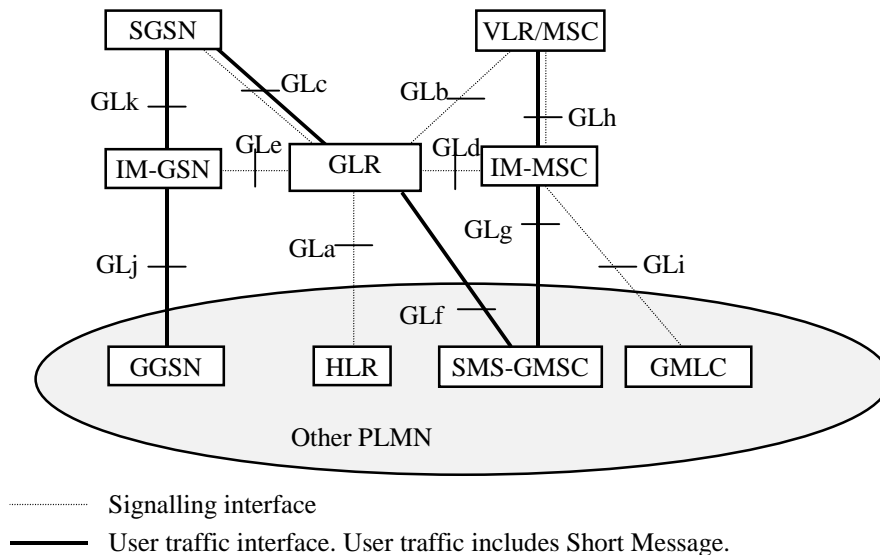 SGSN
VLR/MSC
GLk
GLc
GLb
GLh
GLe
GLd
IM-GSN
GLR
IM-MSC
GLj
GLa
GLg
GLi
GLf
GGSN
HLR
SMS-GMSC
GMLC
Other PLMN
Signalling interface
User traffic interface. User traffic includes Short Message.